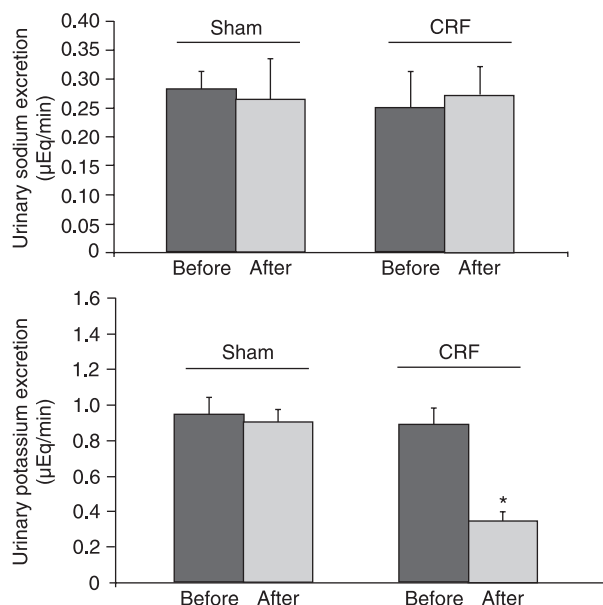 Urinary sodium excretion
(µEq/min)
0.40
0.35
0.30
0.25
0.20
0.15
0.10
0.05
0
Sham
CRF
Before After
Before After
Urinary potassium excretion
(µEq/min)
1.6
1.4
1.2
1.0
0.8
0.6
0.4
0.2
0
Sham
CRF
*
Before After
Before After